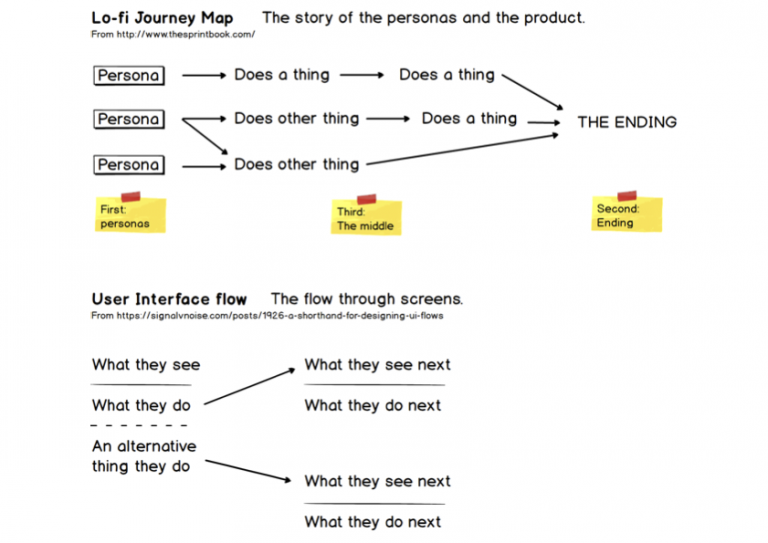 Lo-fi Journey Map The story of the personas and the product.
From http://www.thesprintbook.com/
Persona Does a thing Does a thing
Persona Does other thing Does a thing THE ENDING
Persona Does other thing
First:
personas
Third:
The middle
Second:
Ending
User Interface flow The flow through screens.
From https://signalvnoise.com/posts/1926-a-shorthand-for-designing-ui-flows
What they see
What they do
An alternative
thing they do
What they see next
What they do next
What they see next
What they do next